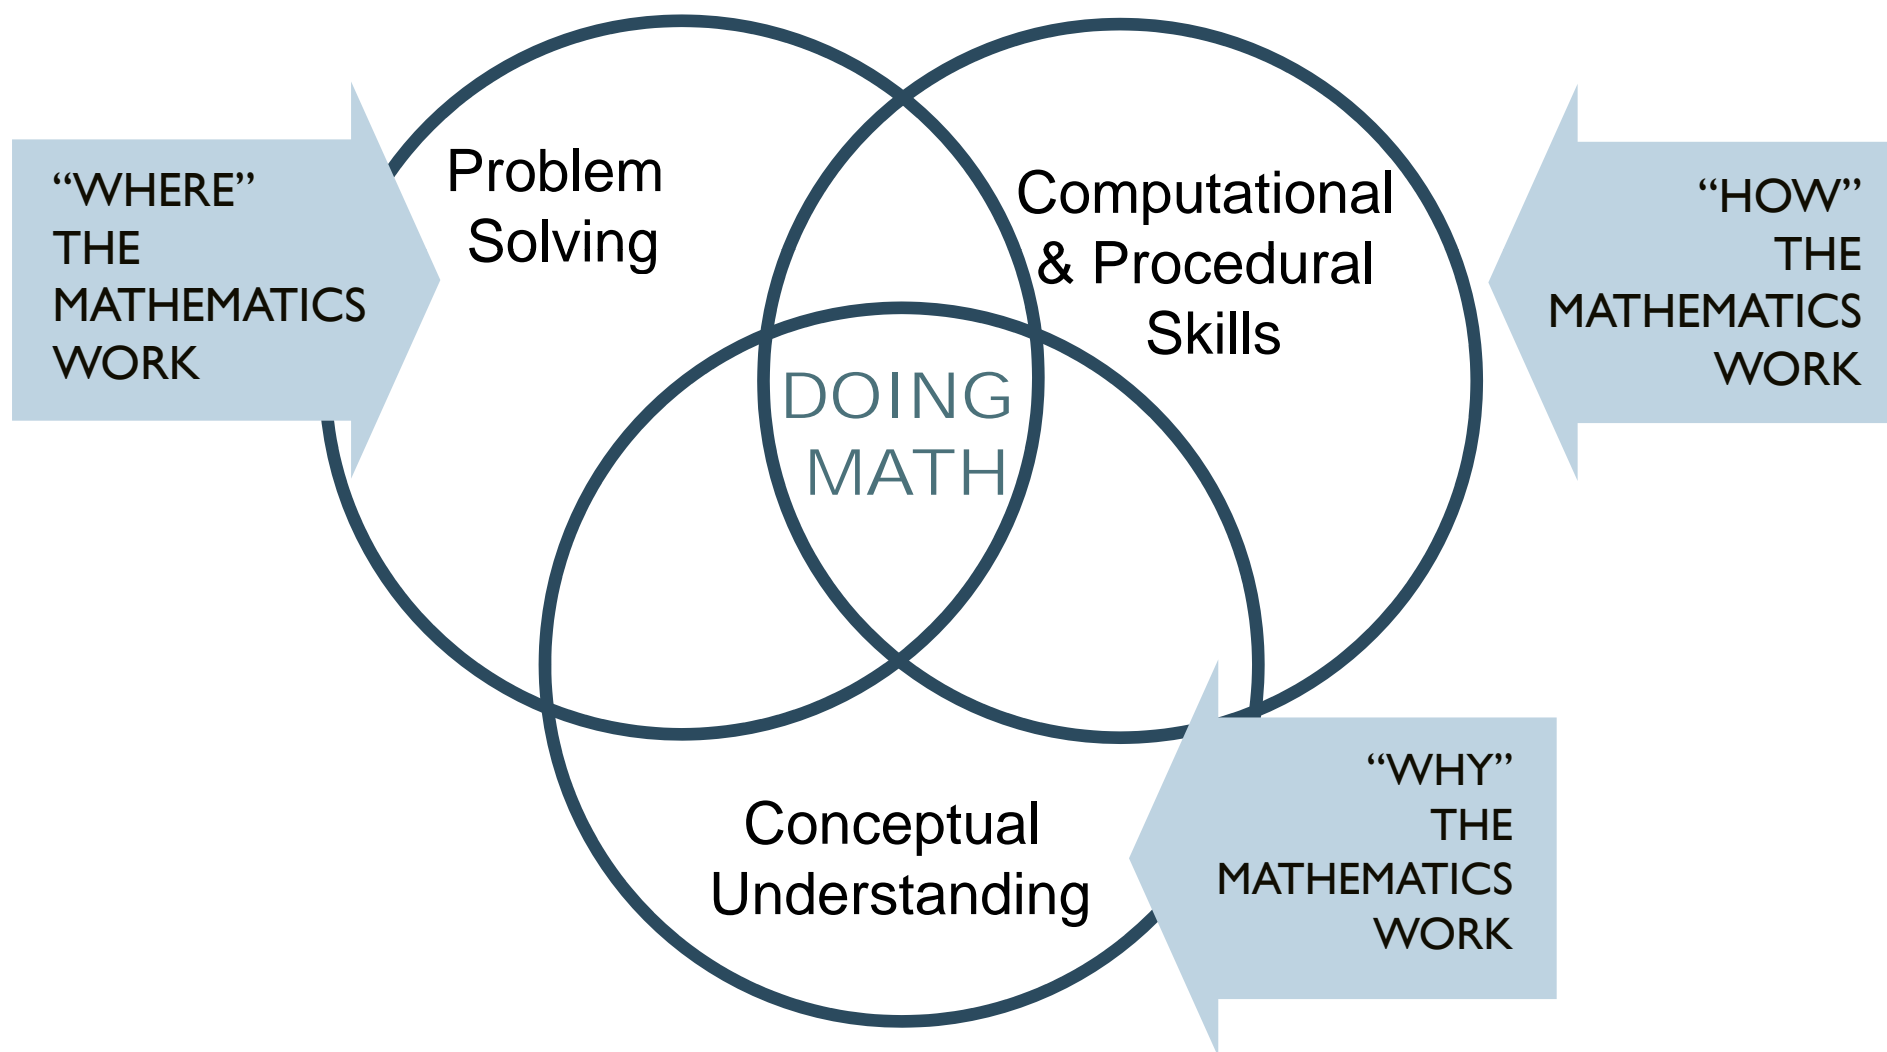 “WHERE”
THE
MATHEMATICS
WORK
Problem
Solving
Computational
& Procedural
Skills
“HOW”
THE
MATHEMATICS
WORK
DOING
MATH
Conceptual
Understanding
“WHY”
THE
MATHEMATICS
WORK